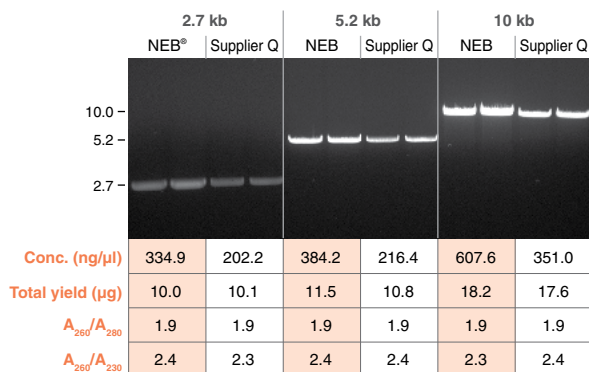 2.7 kb 5.2 kb 10 kb
NEB® Supplier Q NEB Supplier Q NEB Supplier Q
10.0
5.2
2.7
Conc. (ng/µl) 334.9 202.2 384.2 216.4 607.6 351.0
Total yield (µg) 10.0 10.1 11.5 10.8 18.2 17.6
A260/A280 1.9 1.9 1.9 1.9 1.9 1.9
A260/A230 2.4 2.3 2.4 2.4 2.3 2.4